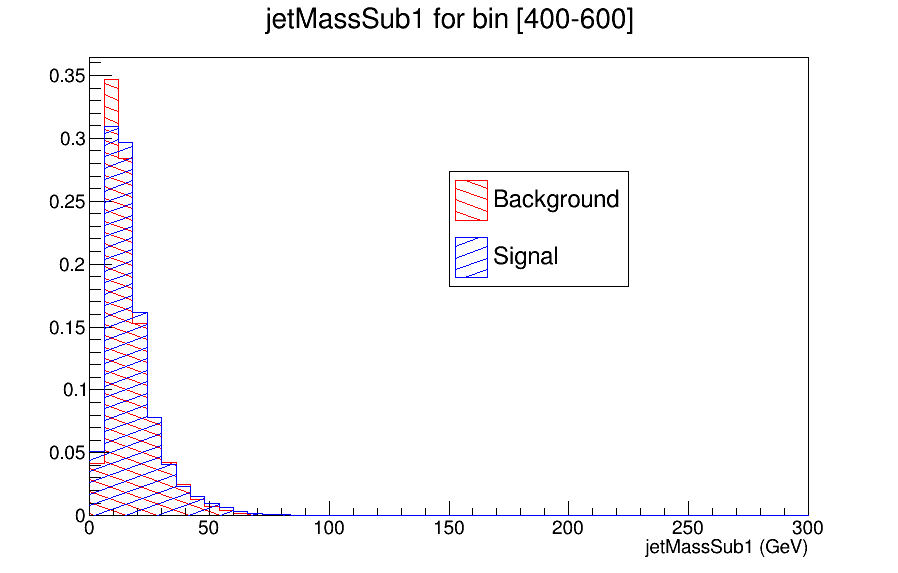 jetMassSub1 for bin [400-600]
0.35
0.3
0.25
0.2
0.15
0.1
0.05
0
Background
Signal
0 50 100 150 200 250 300
jetMassSub1 (GeV)